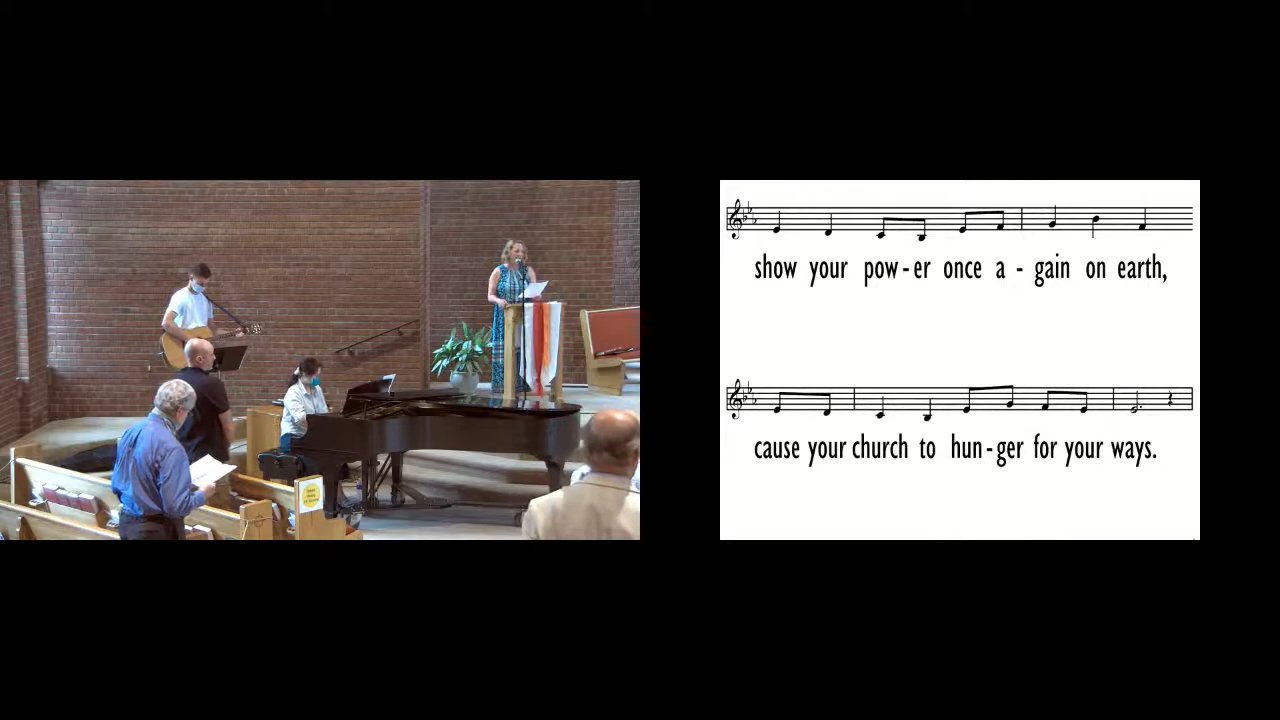 show your pow-er once a-gain on earth,
cause your church to hun-ger for your ways.